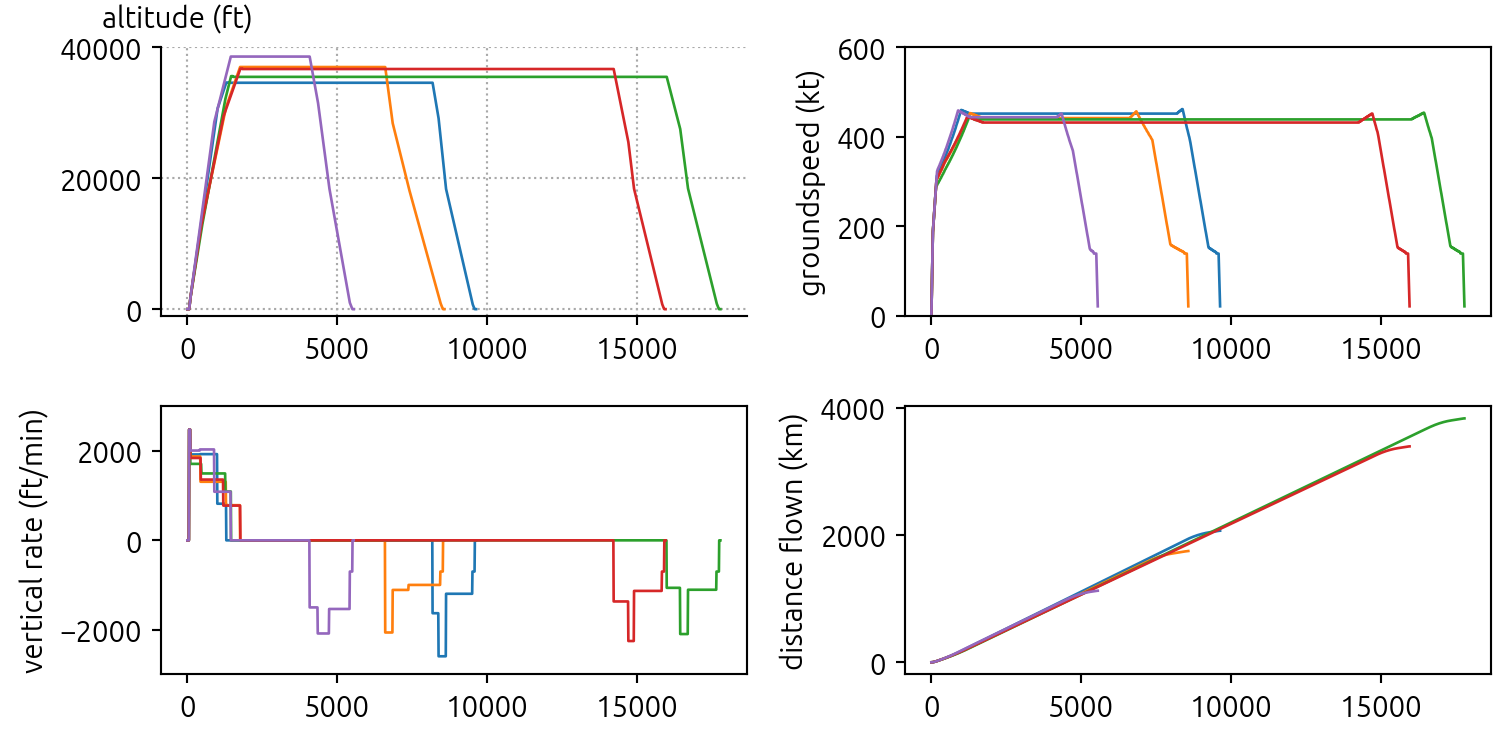 altitude (ft)
40000
20000
0
0 5000 10000 15000
groundspeed (kt)
600
400
200
0
0 5000 10000 15000
vertical rate (ft/min)
2000
0
−2000
0 5000 10000 15000
distance flown (km)
4000
2000
0
0 5000 10000 15000